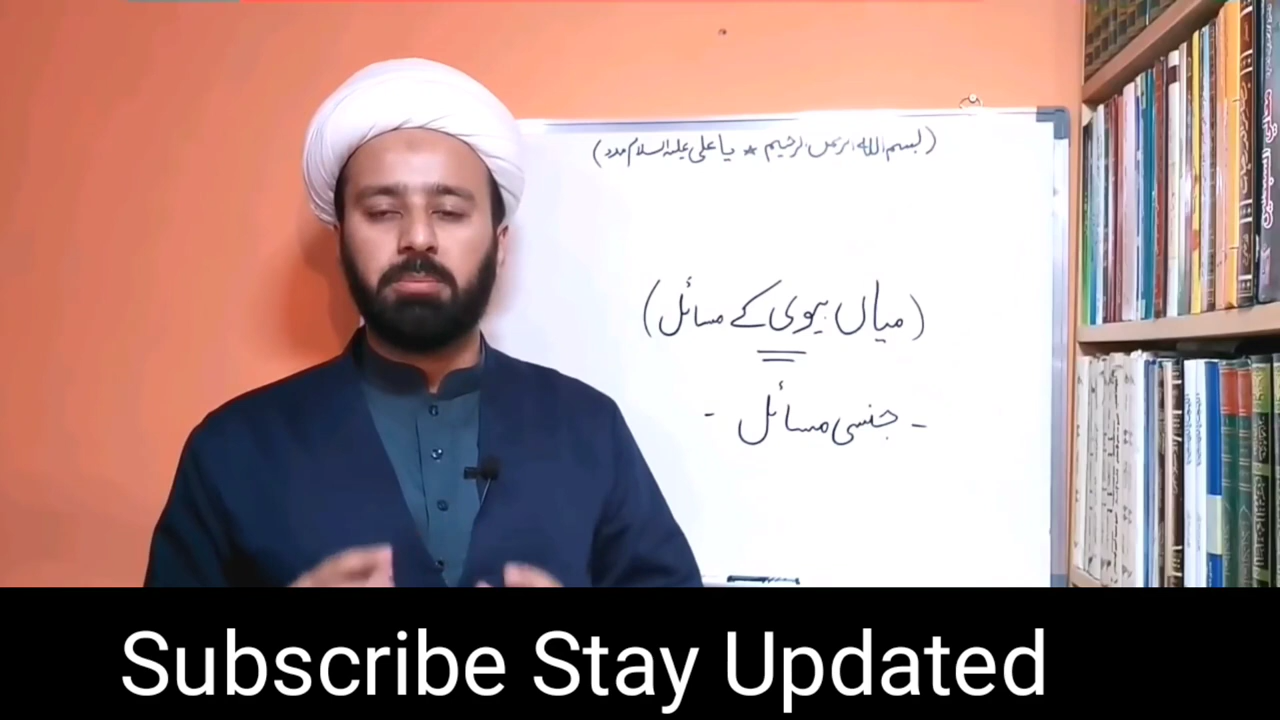 (بسم اللہ الرحمن الرحیم ★ یا علی علیہ السلام مدد)
(میاں بیوی کے مسائل)
- جنسی مسائل -
Subscribe Stay Updated